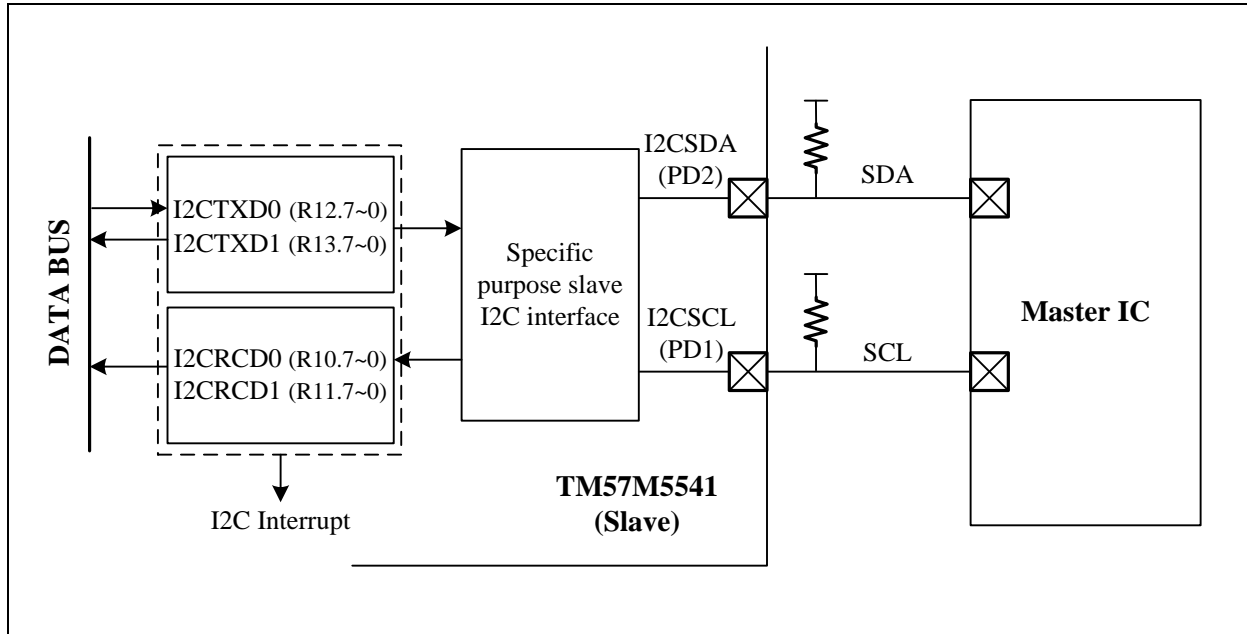 DATA BUS
I2CTXD0 (R12.7~0)
I2CTXD1 (R13.7~0)
I2CRCD0 (R10.7~0)
I2CRCD1 (R11.7~0)
I2C Interrupt
Specific
purpose slave
I2C interface
I2CSDA
(PD2)
I2CSCL
(PD1)
TM57M5541
(Slave)
SDA
SCL
Master IC